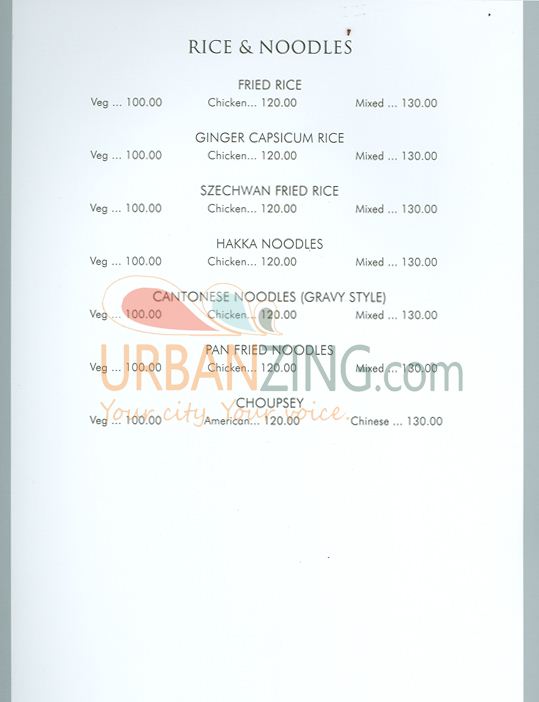 RICE & NOODLES
FRIED RICE
Veg ... 100.00 Chicken... 120.00 Mixed ... 130.00
GINGER CAPSICUM RICE
Veg ... 100.00 Chicken... 120.00 Mixed ... 130.00
SZECHWAN FRIED RICE
Veg ... 100.00 Chicken... 120.00 Mixed ... 130.00
HAKKA NOODLES
Veg ... 100.00 Chicken... 120.00 Mixed ... 130.00
CANTONESE NOODLES (GRAVY STYLE)
Veg ... 100.00 Chicken... 120.00 Mixed ... 130.00
PAN FRIED NOODLES
Veg ... 100.00 Chicken... 120.00 Mixed ... 130.00
URBANZING.com
CHOUPSEY
Your city. Your voice.
Veg ... 100.00 American... 120.00 Chinese ... 130.00